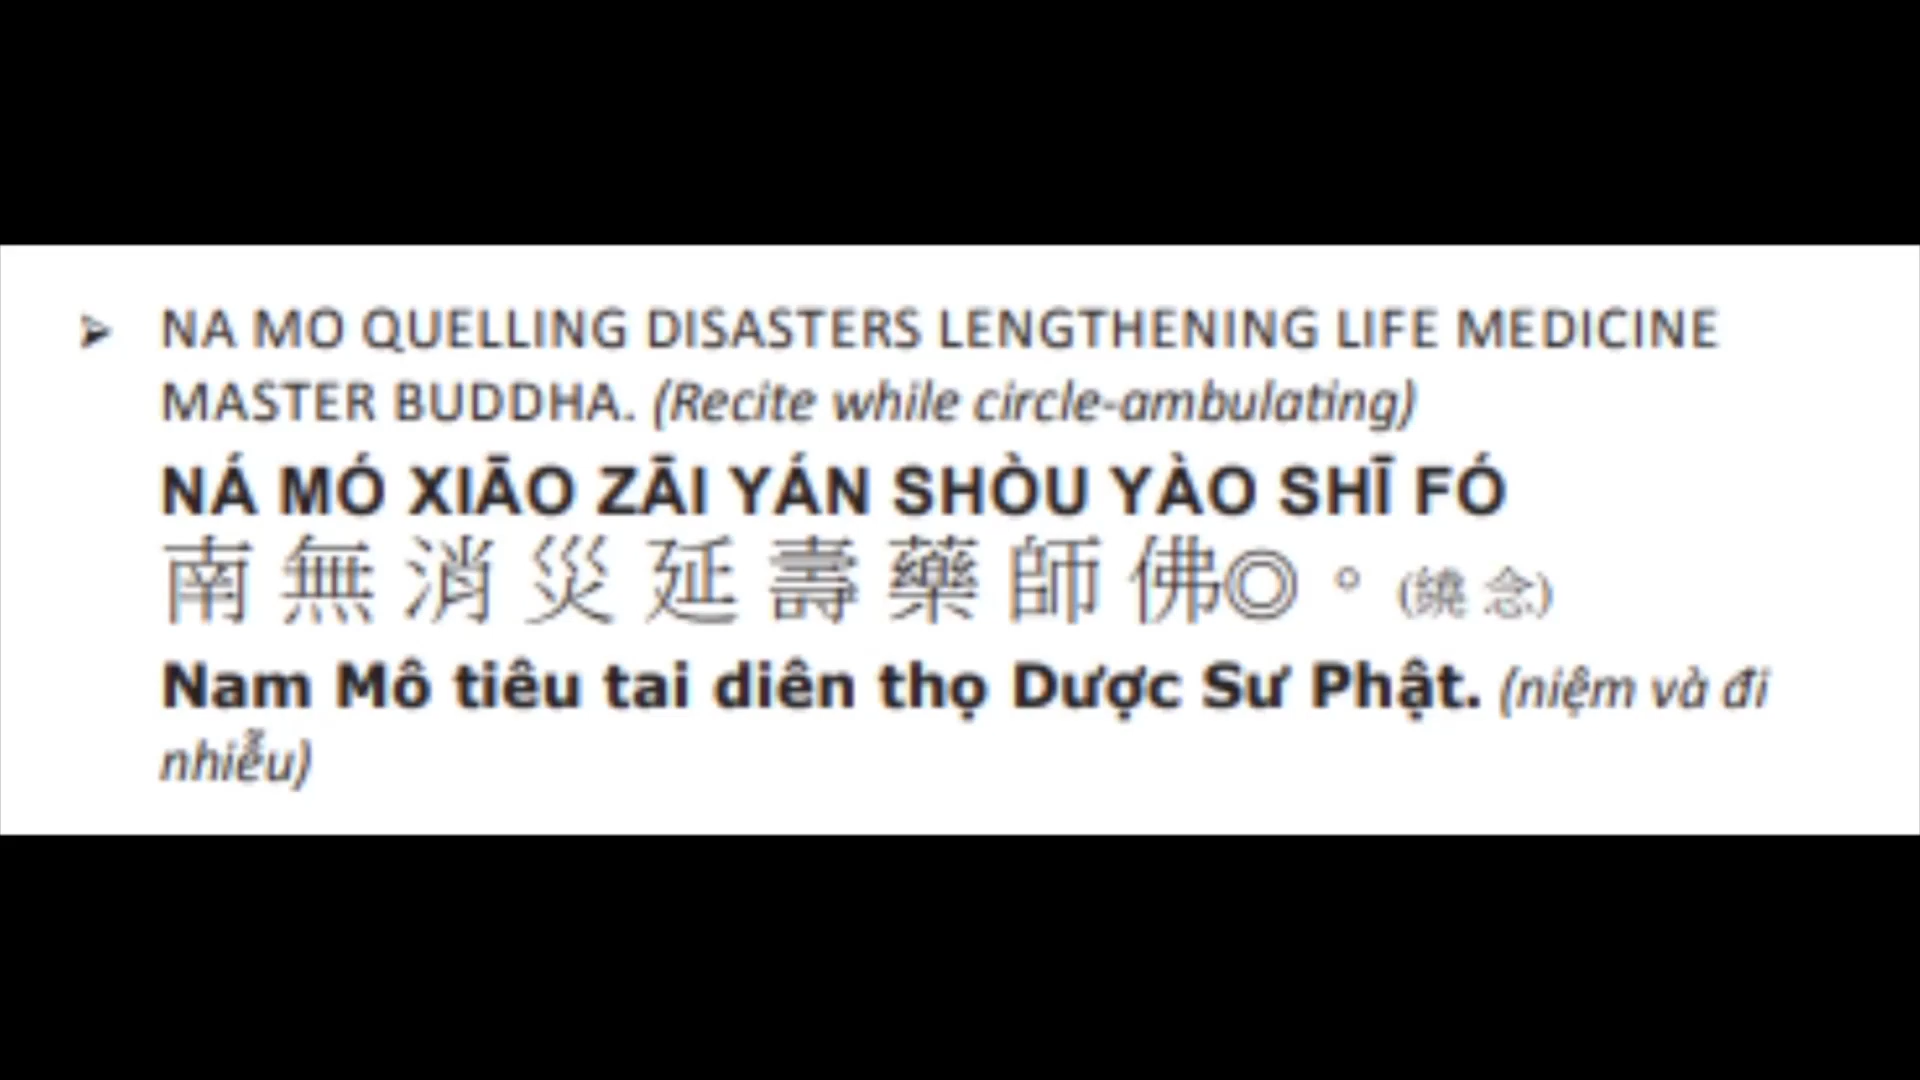 ➢ NA MO QUELLING DISASTERS LENGTHENING LIFE MEDICINE
MASTER BUDDHA. (Recite while circle-ambulating)
NÁ MÓ XIĀO ZĀI YÁN SHÒU YÀO SHĪ FÓ
南 無 消 災 延 壽 藥 師 佛◎。(繞 念)
Nam Mô tiêu tai diên thọ Dược Sư Phật. (niệm và đi
nhiễu)